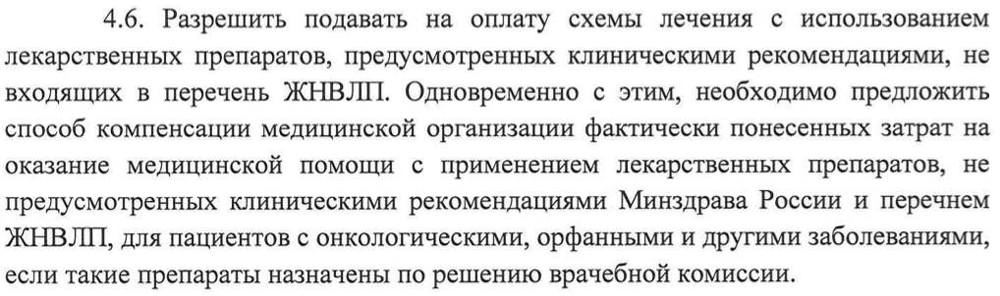 4.6. Разрешить подавать на оплату схемы лечения с использованием
лекарственных препаратов, предусмотренных клиническими рекомендациями, не
входящих в перечень ЖНВЛП. Одновременно с этим, необходимо предложить
способ компенсации медицинской организации фактически понесенных затрат на
оказание медицинской помощи с применением лекарственных препаратов, не
предусмотренных клиническими рекомендациями Минздрава России и перечнем
ЖНВЛП, для пациентов с онкологическими, орфанными и другими заболеваниями,
если такие препараты назначены по решению врачебной комиссии.